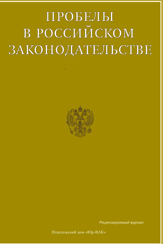 ПРОБЕЛЫ
В РОССИЙСКОМ
ЗАКОНОДАТЕЛЬСТВЕ
Рецензируемый журнал
Издательский дом «Юр-ВАК»